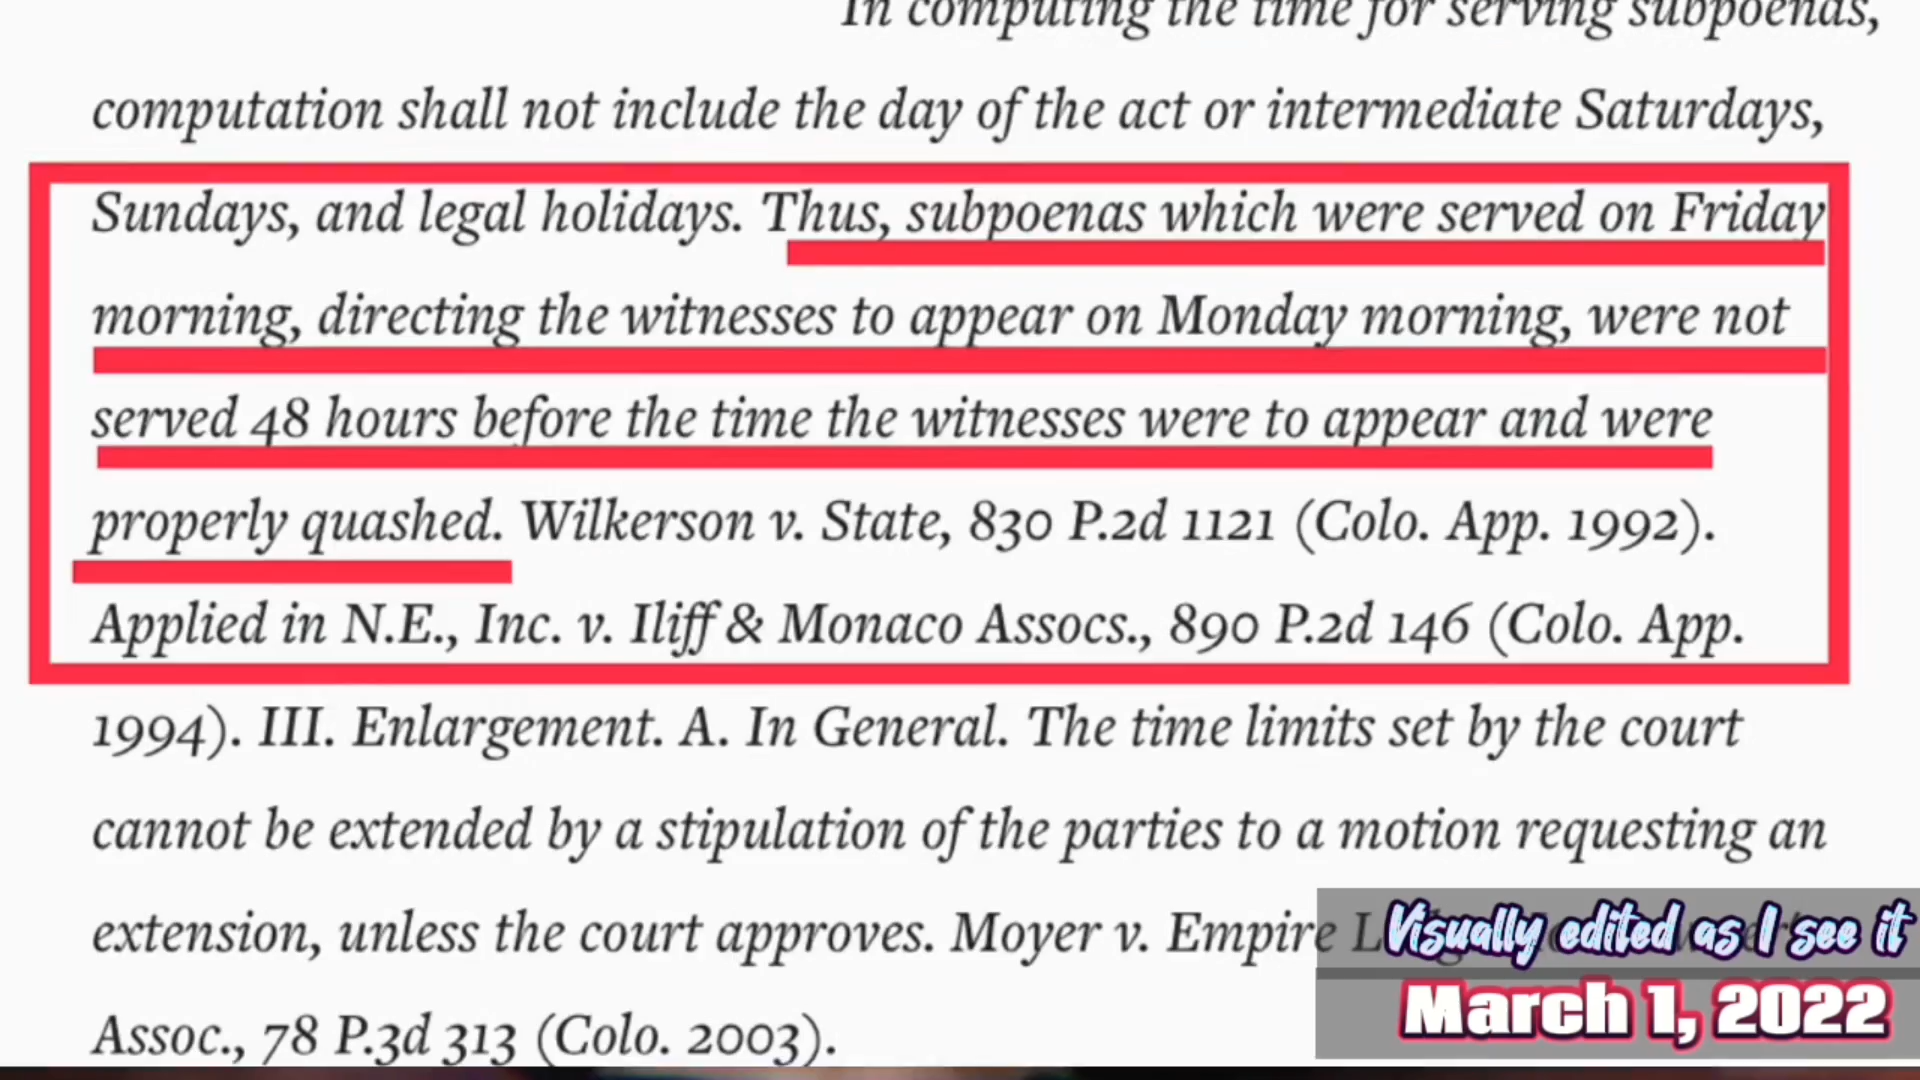 In computing the time for serving subpoenas,
computation shall not include the day of the act or intermediate Saturdays,
Sundays, and legal holidays. Thus, subpoenas which were served on Friday
morning, directing the witnesses to appear on Monday morning, were not
served 48 hours before the time the witnesses were to appear and were
properly quashed. Wilkerson v. State, 830 P.2d 1121 (Colo. App. 1992).
Applied in N.E., Inc. v. Iliff & Monaco Assocs., 890 P.2d 146 (Colo. App.
1994). III. Enlargement. A. In General. The time limits set by the court
cannot be extended by a stipulation of the parties to a motion requesting an
extension, unless the court approves. Moyer v. Empire
Visually edited as I see it
Assoc., 78 P.3d 313 (Colo. 2003).
March 1, 2022